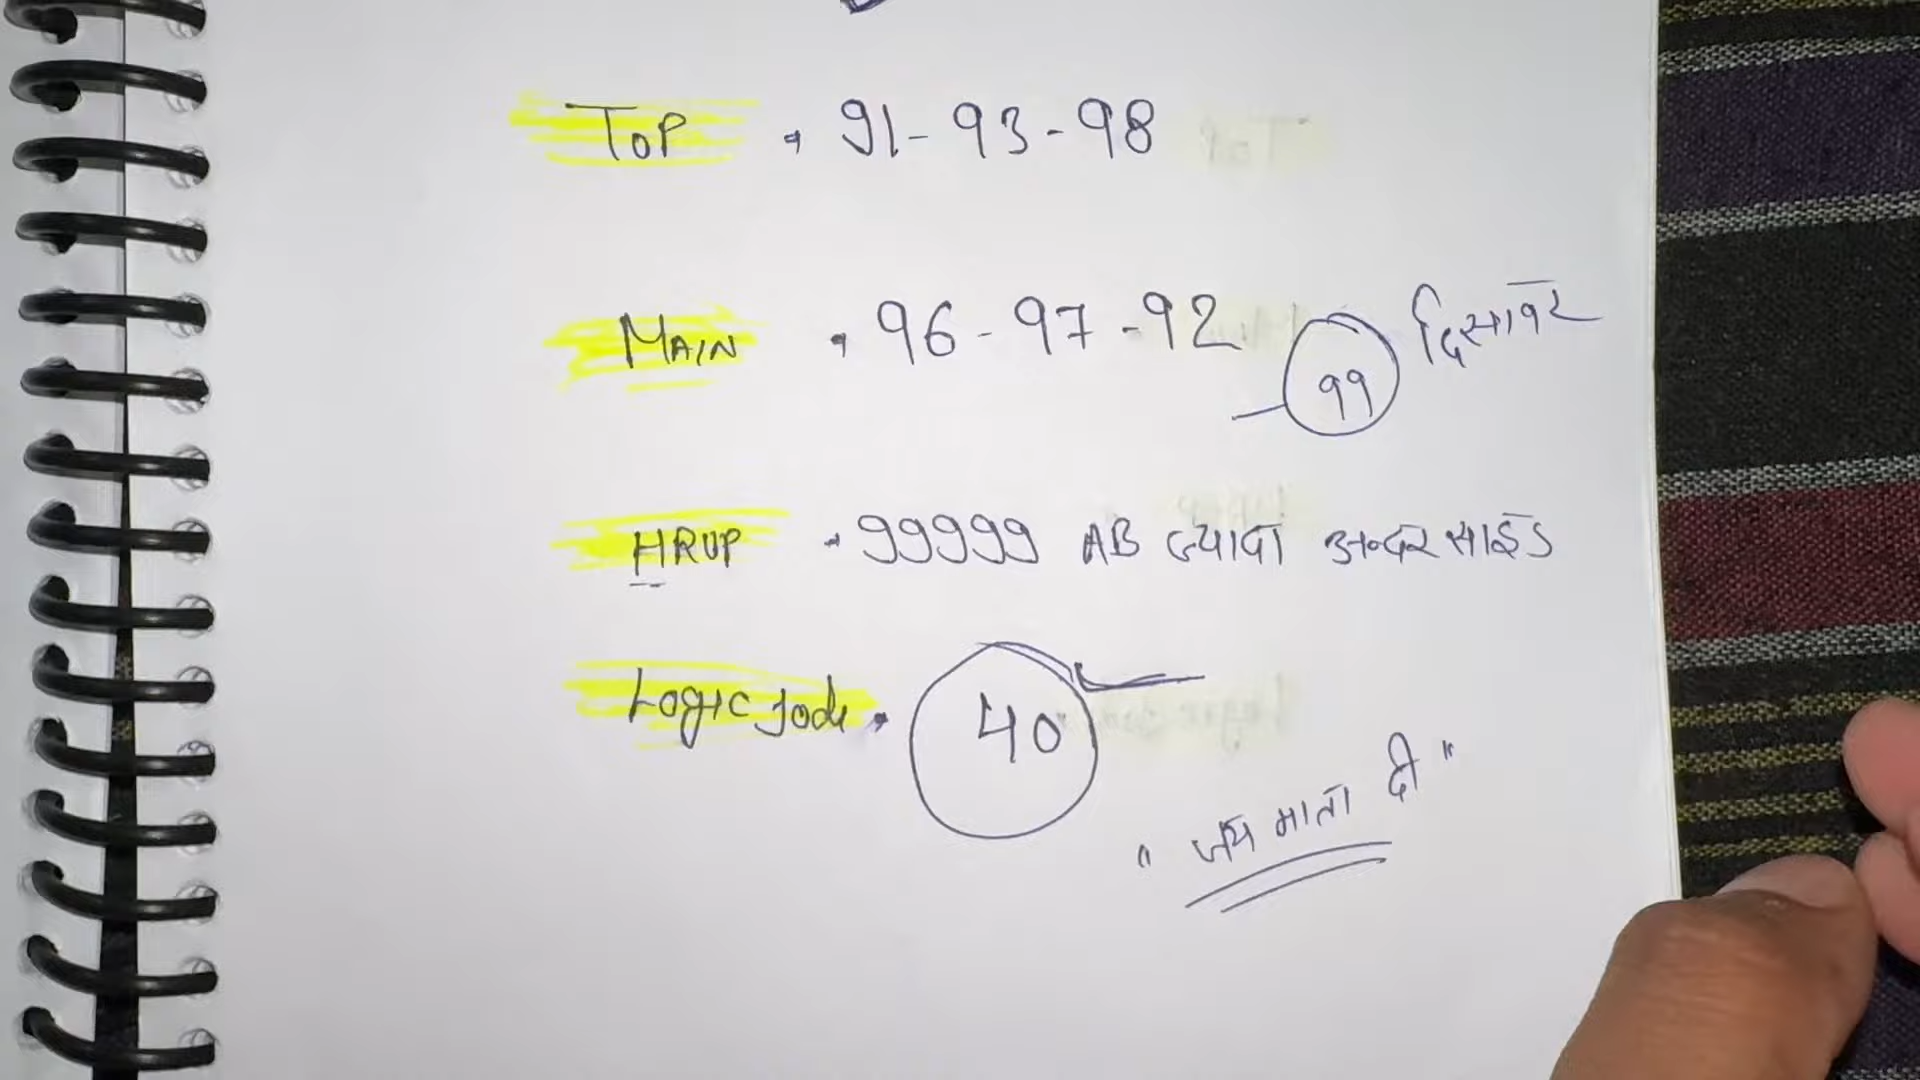 TOP → 91-93-98
MAIN → 96-97-92 99 दिसावर
HRUP → 99999 AB ज्यादा अन्दर साईड
Logic Jodi → 40
" जय माता दी "